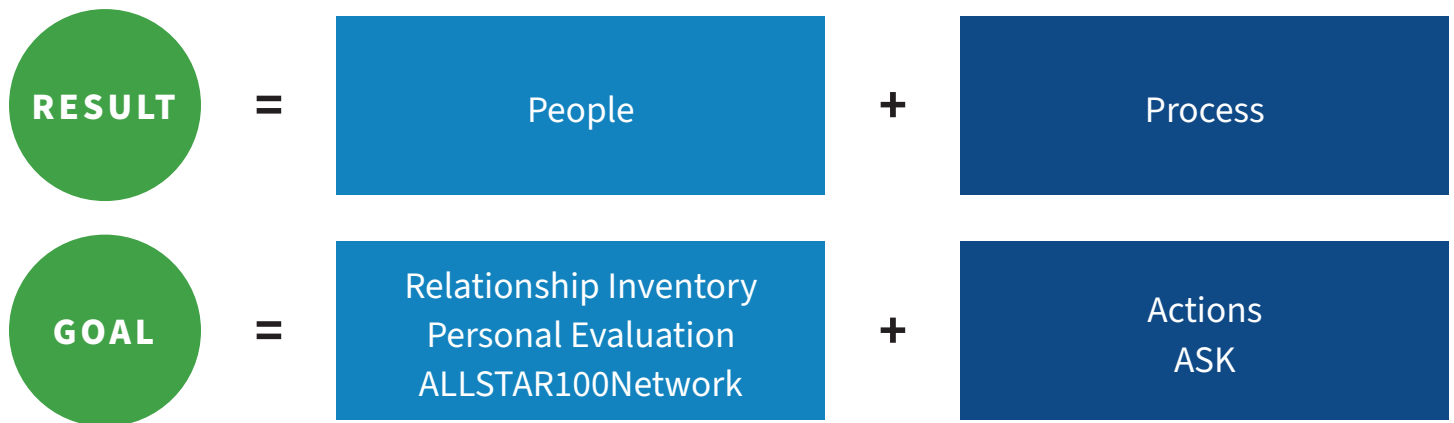 RESULT = People + Process
GOAL = Relationship Inventory
Personal Evaluation
ALLSTAR100Network
+ Actions
ASK